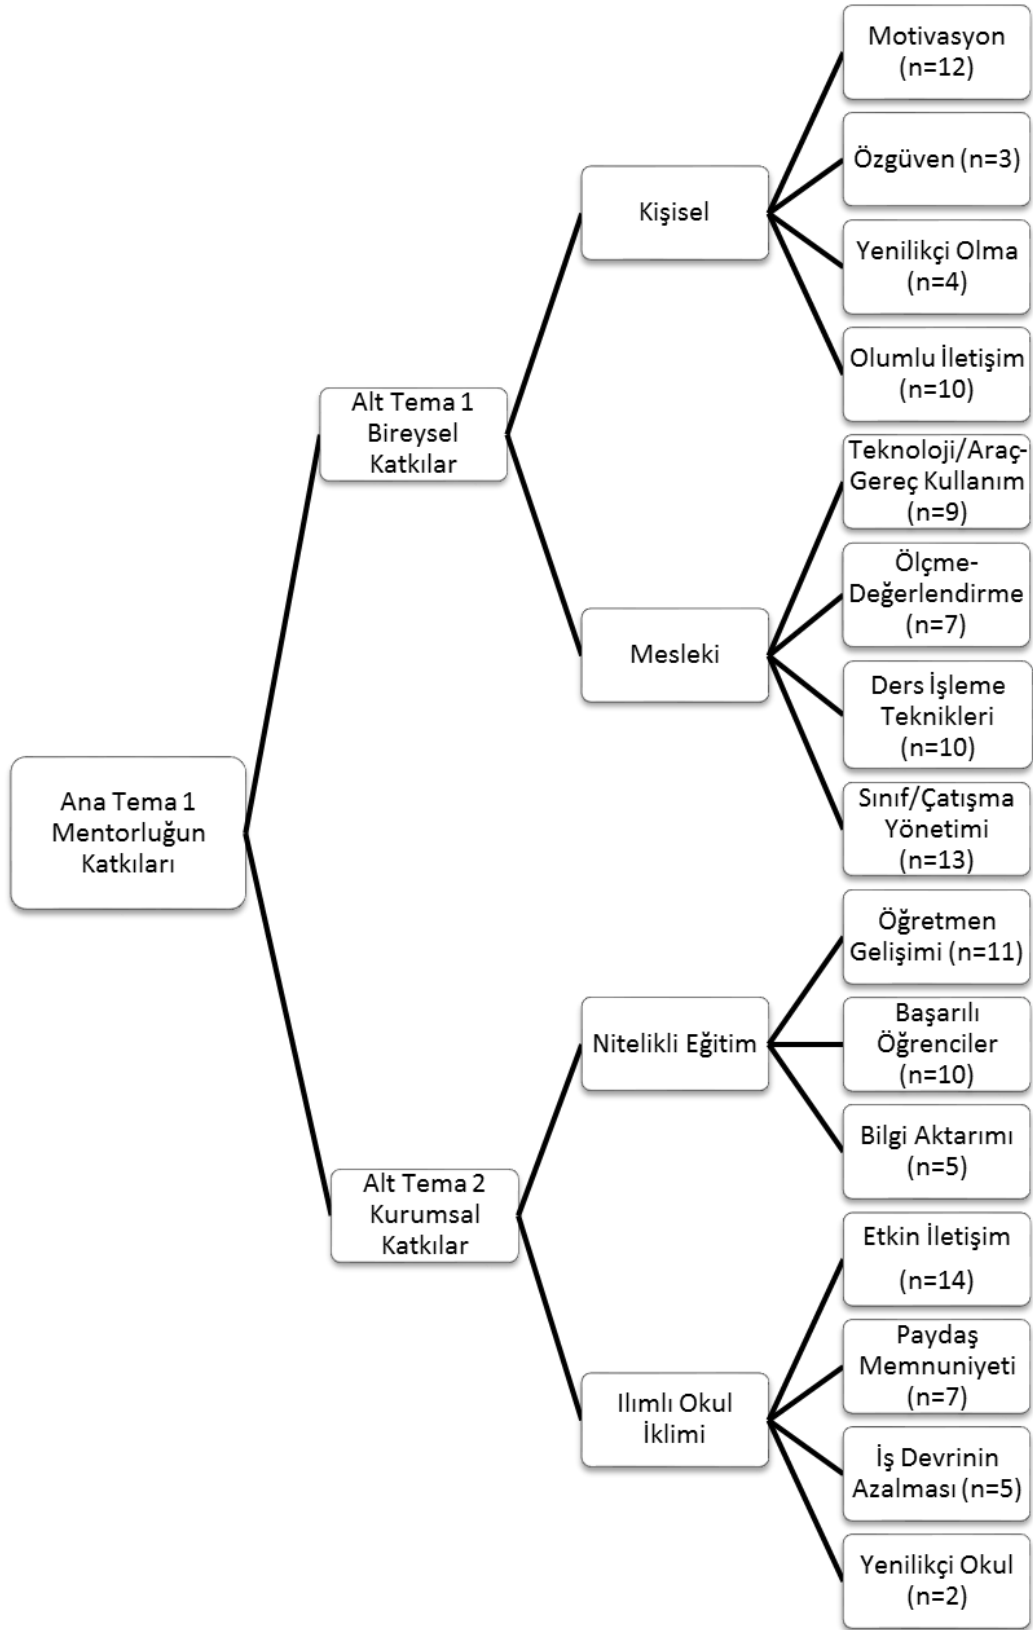 Ana Tema 1
Mentorluğun
Katkıları
Alt Tema 1
Bireysel
Katkılar
Kişisel
Motivasyon
(n=12)
Özgüven (n=3)
Yenilikçi Olma
(n=4)
Olumlu İletişim
(n=10)
Mesleki
Teknoloji/Araç-
Gereç Kullanım
(n=9)
Ölçme-
Değerlendirme
(n=7)
Ders İşleme
Teknikleri
(n=10)
Sınıf/Çatışma
Yönetimi
(n=13)
Alt Tema 2
Kurumsal
Katkılar
Nitelikli Eğitim
Öğretmen
Gelişimi (n=11)
Başarılı
Öğrenciler
(n=10)
Bilgi Aktarımı
(n=5)
Ilımlı Okul
İklimi
Etkin İletişim
(n=14)
Paydaş
Memnuniyeti
(n=7)
İş Devrinin
Azalması (n=5)
Yenilikçi Okul
(n=2)